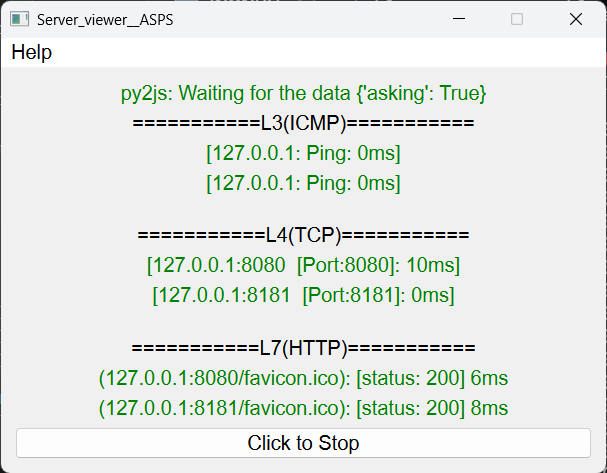 Server_viewer__ASPS
Help
py2js: Waiting for the data {'asking': True}
===========L3(ICMP)===========
[127.0.0.1: Ping: 0ms]
[127.0.0.1: Ping: 0ms]
===========L4(TCP)===========
[127.0.0.1:8080  [Port:8080]: 10ms]
[127.0.0.1:8181  [Port:8181]: 0ms]
===========L7(HTTP)===========
(127.0.0.1:8080/favicon.ico): [status: 200] 6ms
(127.0.0.1:8181/favicon.ico): [status: 200] 8ms
Click to Stop